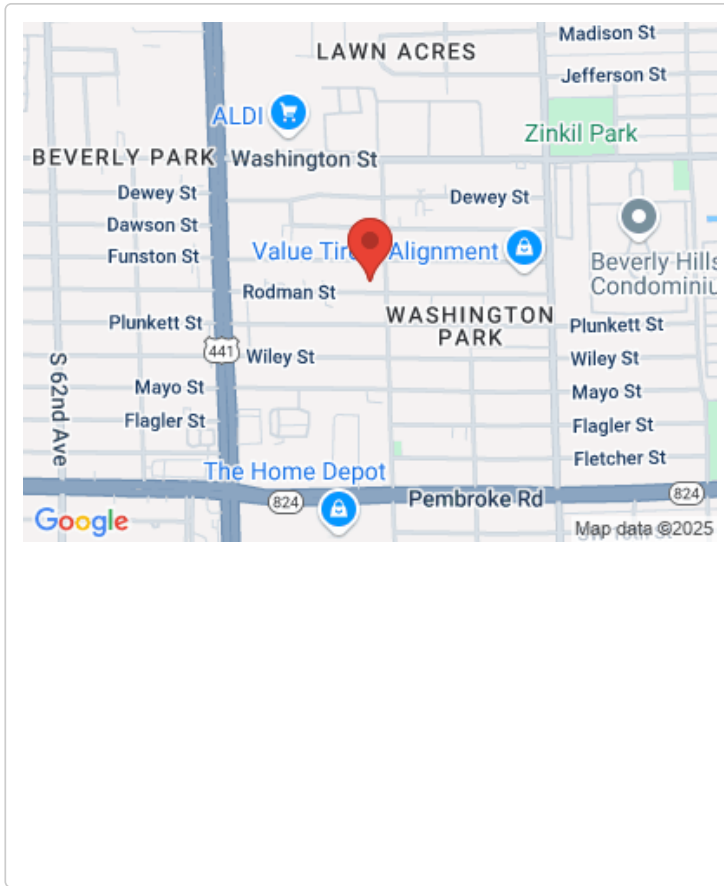 Madison St
LAWN ACRES
Jefferson St
ALDI
Zinkil Park
BEVERLY PARK
Washington St
Dewey St
Dewey St
Dawson St
Value Tire Alignment
Funston St
Beverly Hills
Condominiu
Rodman St
WASHINGTON
PARK
Plunkett St
Plunkett St
441
Wiley St
Wiley St
S 62nd Ave
Mayo St
Mayo St
Flagler St
Flagler St
Fletcher St
The Home Depot
824
Pembroke Rd
824
Google
Map data ©2025